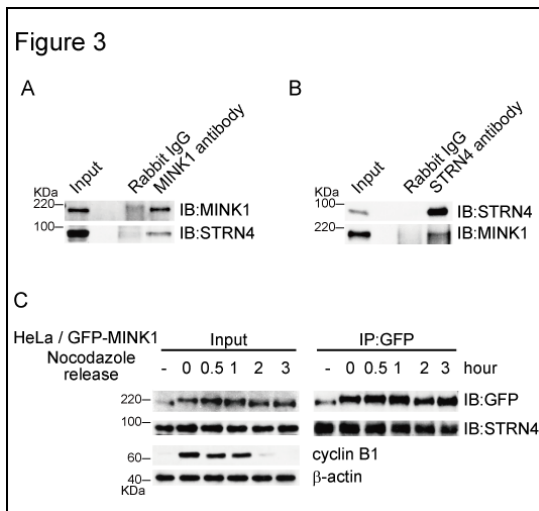 Figure 3
A
Input
Rabbit IgG
MINK1 antibody
KDa
220
IB:MINK1
100
IB:STRN4
B
Input
Rabbit IgG
STRN4 antibody
KDa
100
IB:STRN4
220
IB:MINK1
C
HeLa / GFP-MINK1
Nocodazole
release
Input
IP:GFP
- 0 0.5 1 2 3
- 0 0.5 1 2 3 hour
220
IB:GFP
100
IB:STRN4
60
cyclin B1
40
β-actin
KDa